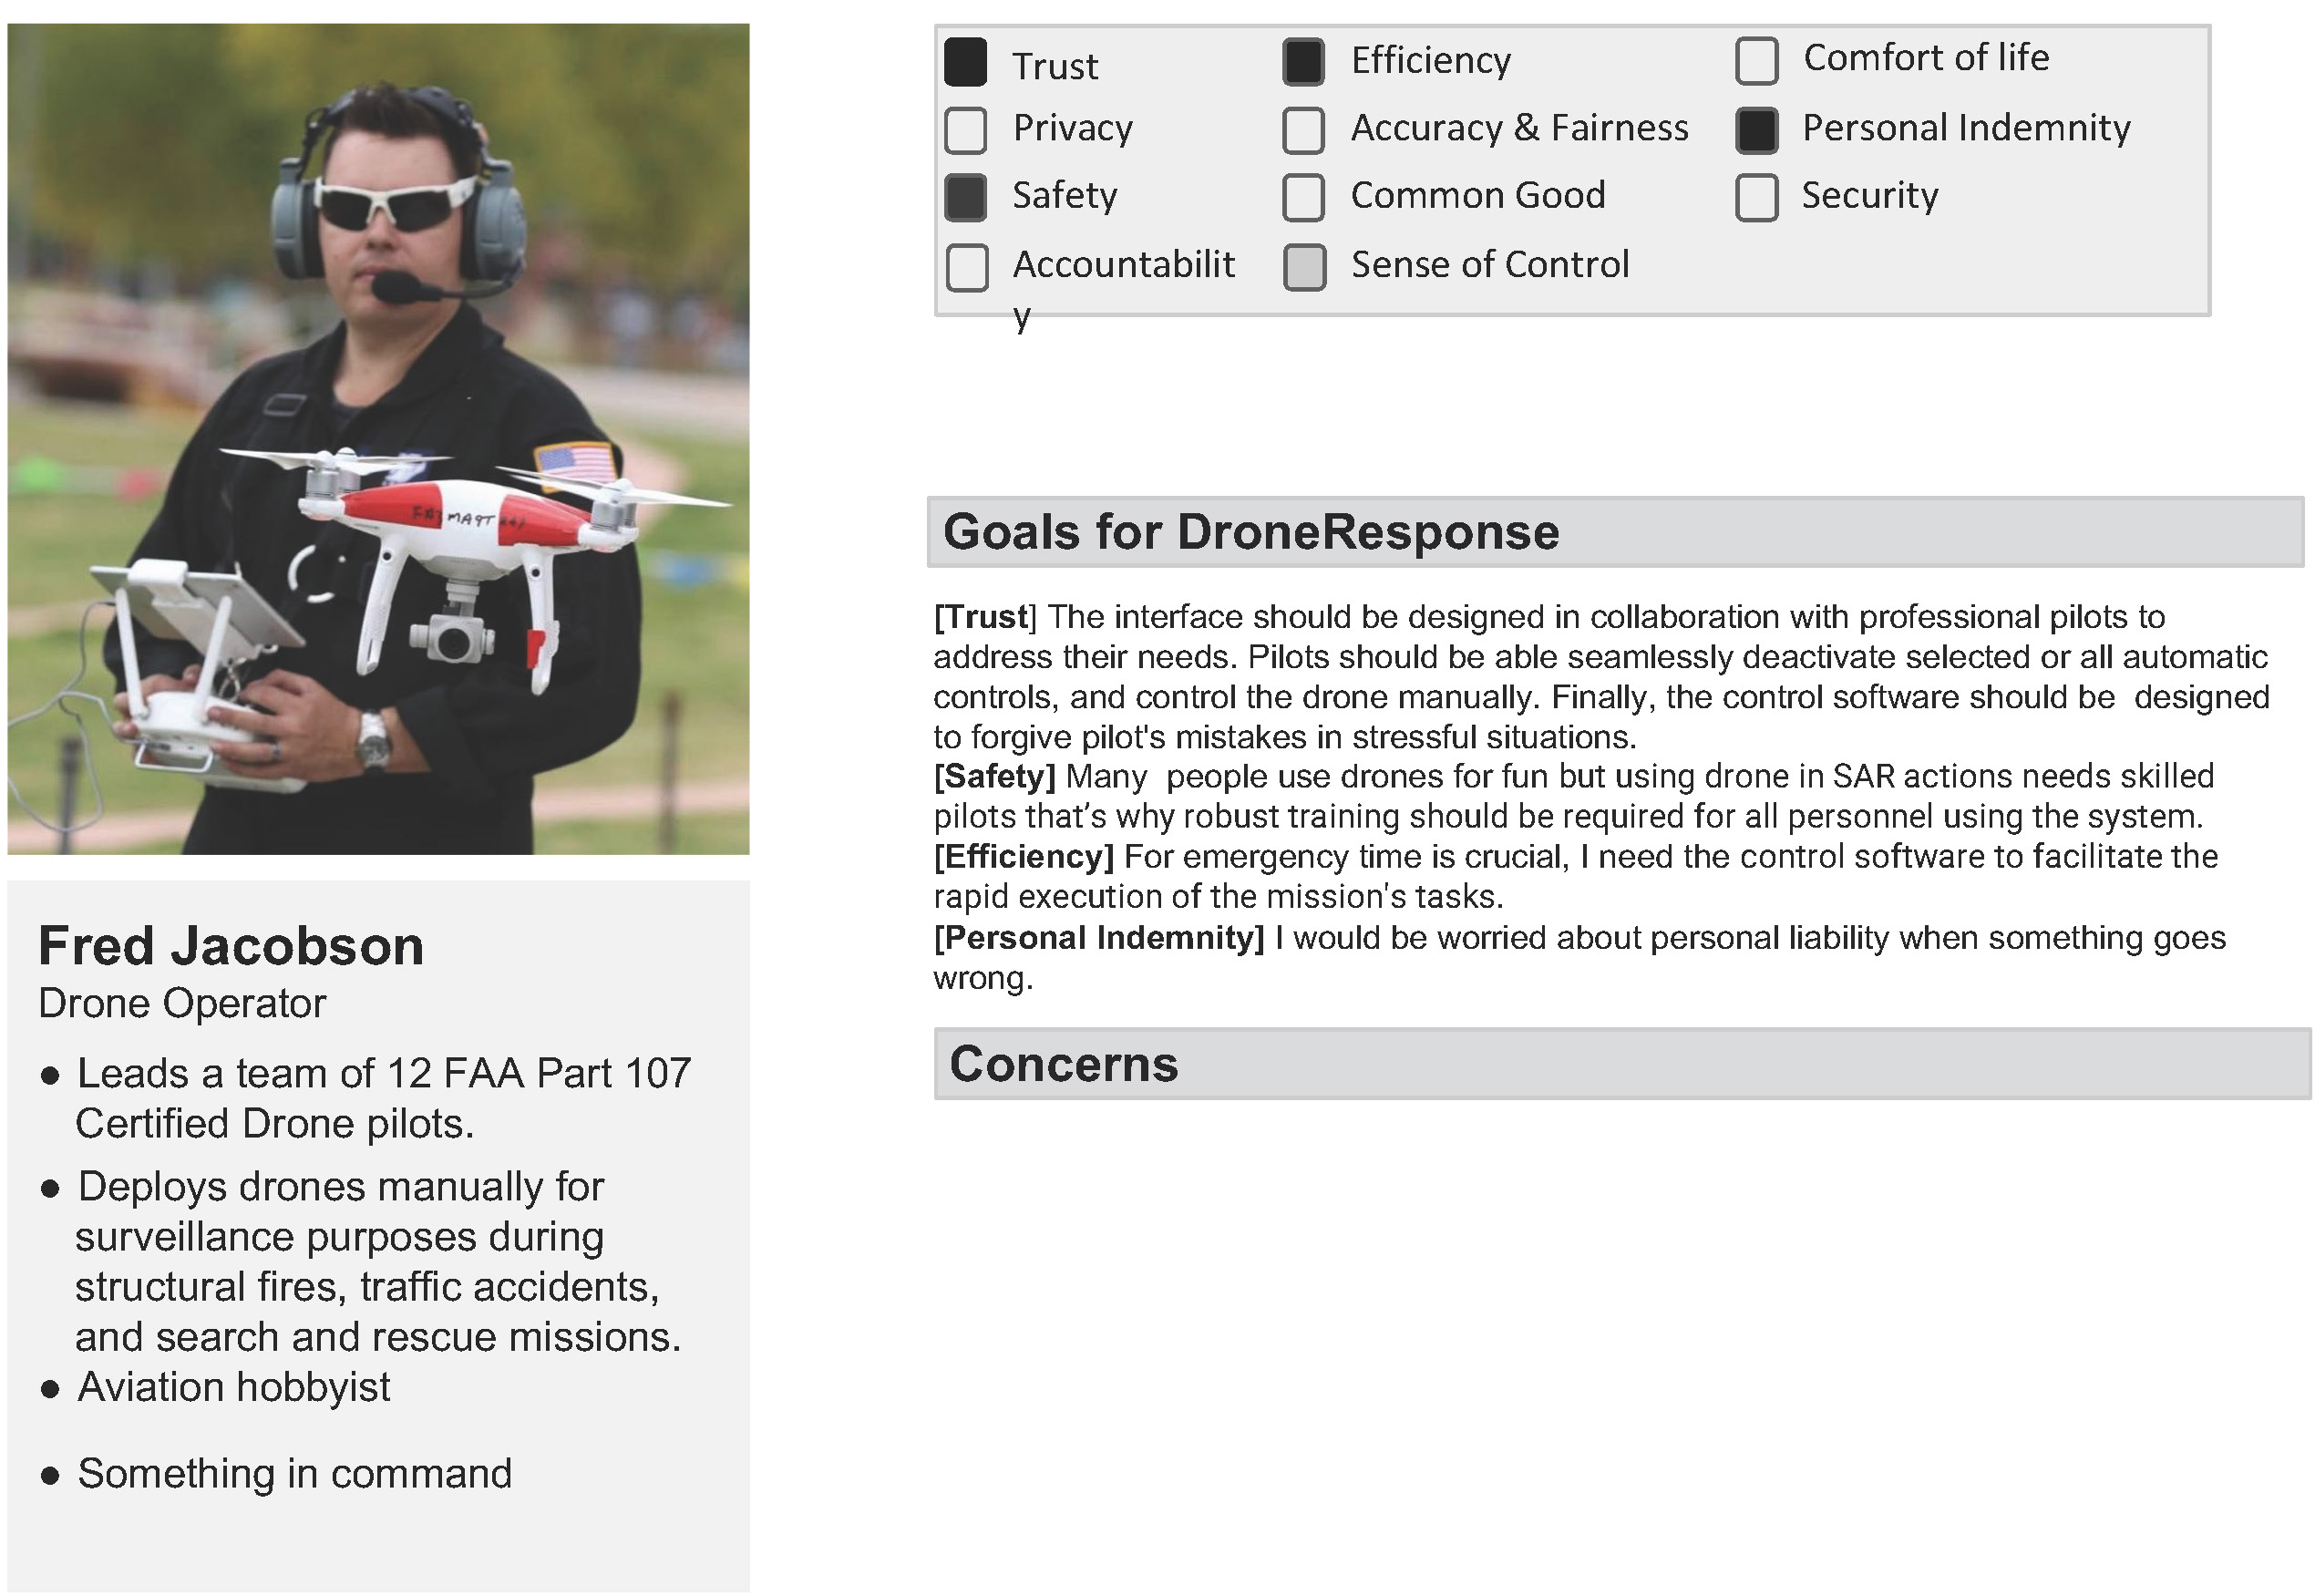 Trust
Efficiency
Comfort of life
Privacy
Accuracy & Fairness
Personal Indemnity
Safety
Common Good
Security
Accountabilit
y
Sense of Control
Goals for DroneResponse
[Trust] The interface should be designed in collaboration with professional pilots to
address their needs. Pilots should be able seamlessly deactivate selected or all automatic
controls, and control the drone manually. Finally, the control software should be designed
to forgive pilot's mistakes in stressful situations.
[Safety] Many people use drones for fun but using drone in SAR actions needs skilled
pilots that's why robust training should be required for all personnel using the system.
[Efficiency] For emergency time is crucial, I need the control software to facilitate the
rapid execution of the mission's tasks.
[Personal Indemnity] I would be worried about personal liability when something goes
wrong.
Concerns
Fred Jacobson
Drone Operator
● Leads a team of 12 FAA Part 107
Certified Drone pilots.
● Deploys drones manually for
surveillance purposes during
structural fires, traffic accidents,
and search and rescue missions.
● Aviation hobbyist
● Something in command